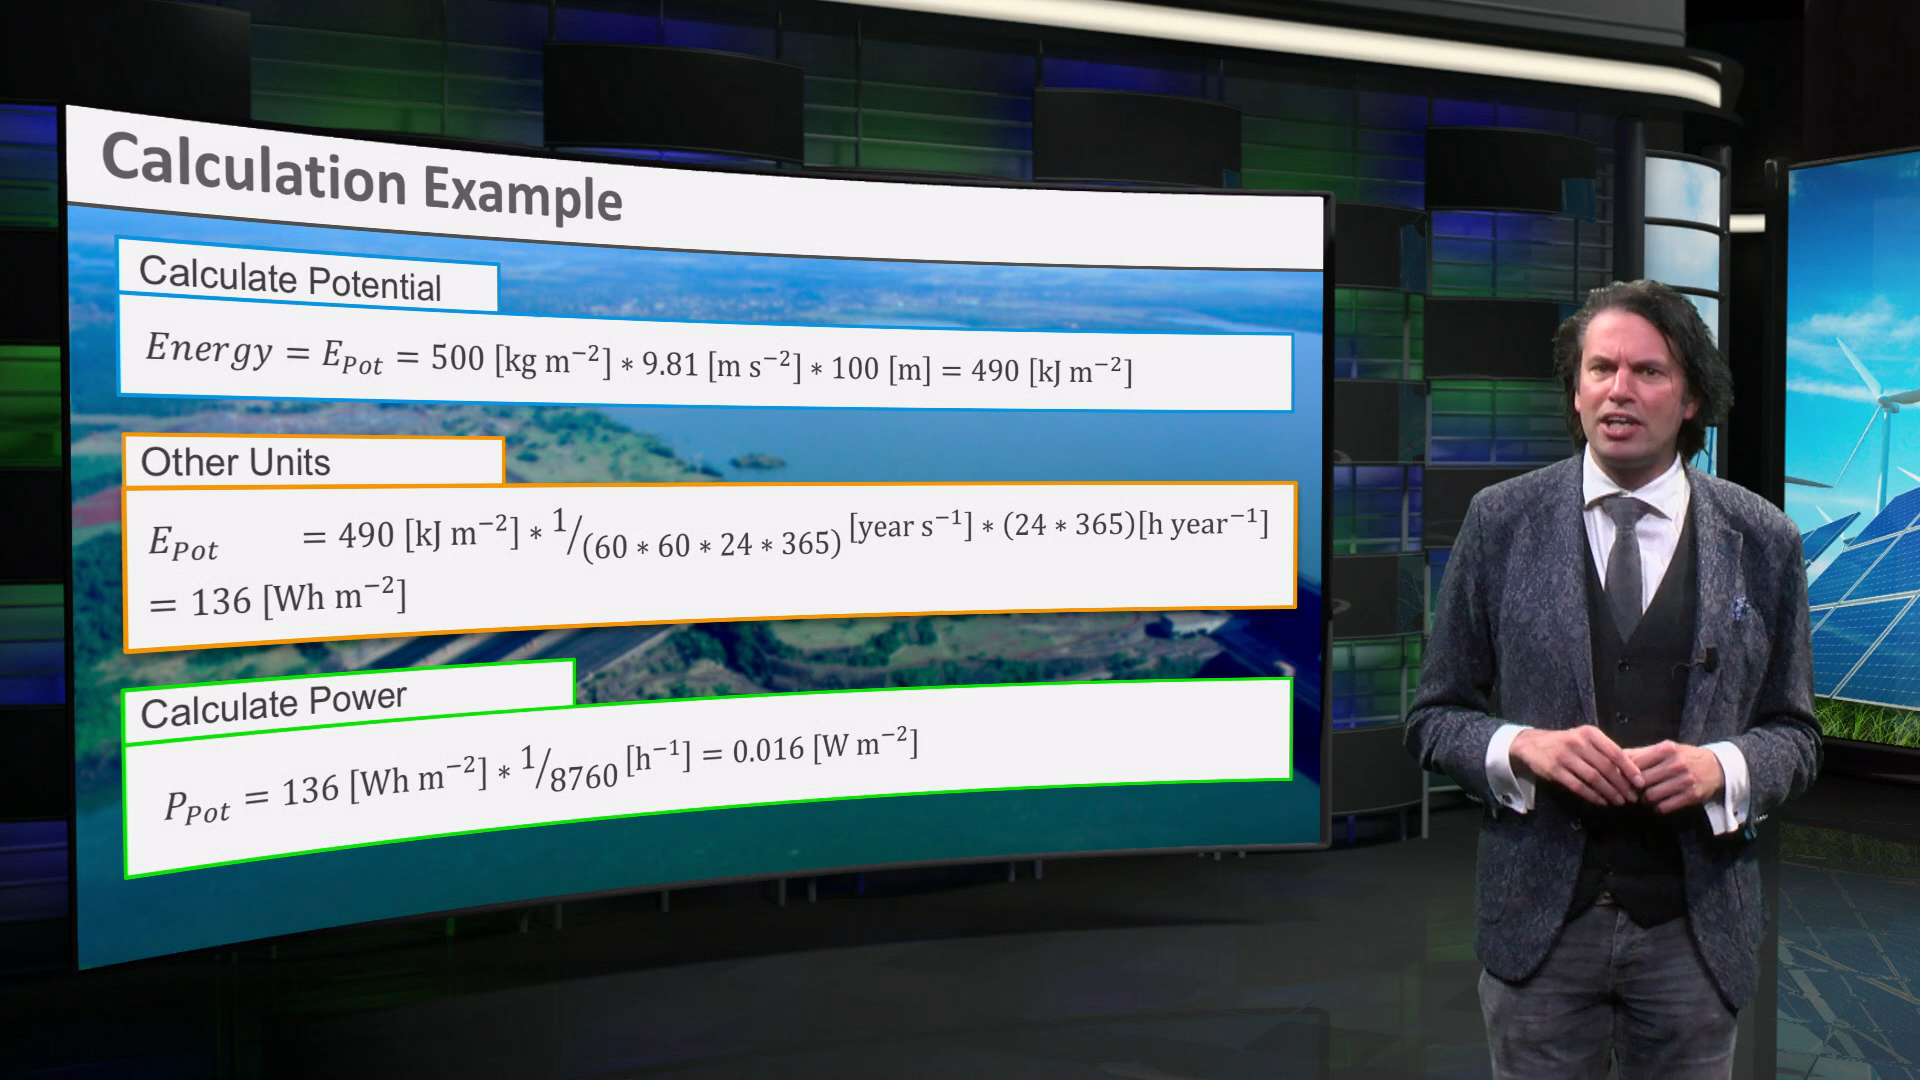 Calculation Example
Calculate Potential
Energy = E_Pot = 500 [kg m⁻²] * 9.81 [m s⁻²] * 100 [m] = 490 [kJ m⁻²]
Other Units
E_Pot = 490 [kJ m⁻²] * 1/(60 * 60 * 24 * 365) [year s⁻¹] * (24 * 365)[h year⁻¹]
= 136 [Wh m⁻²]
Calculate Power
P_Pot = 136 [Wh m⁻²] * 1/8760 [h⁻¹] = 0.016 [W m⁻²]